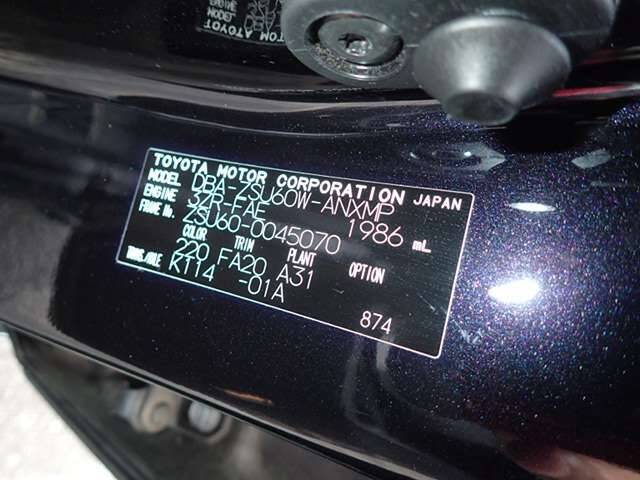 TOYOTA MOTOR CORPORATION JAPAN
MODEL DBA-ZSU60W-ANXMP
ENGINE 3ZR-FAE 1986 mL
FRAME No. ZSU60-0045070
COLOR TRIM PLANT OPTION
220 FA20 A31
TRANS/AXLE K114 -01A
874